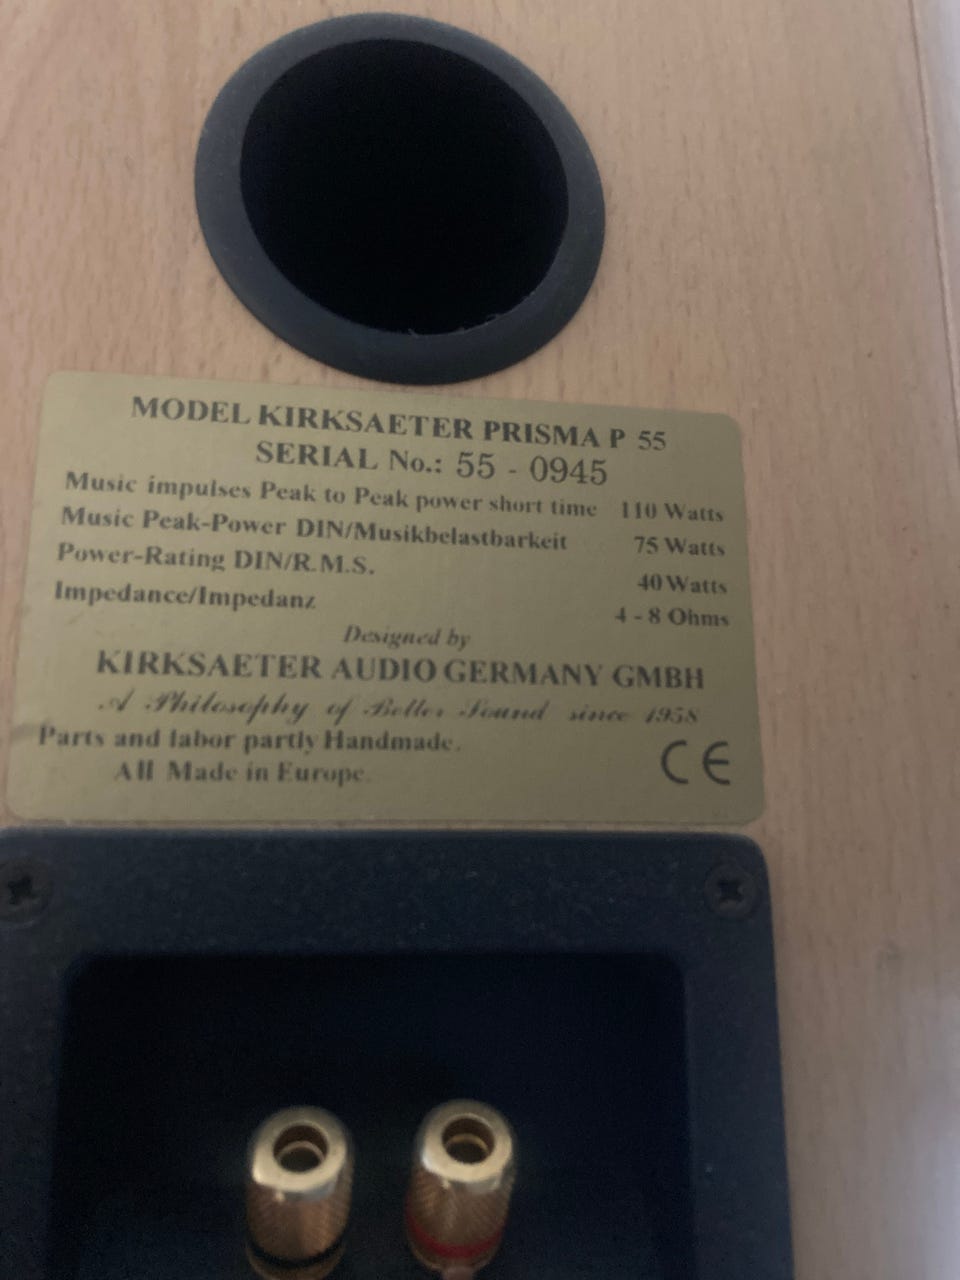 MODEL KIRKSAETER PRISMA P 55
SERIAL No.: 55 - 0945
Music impulses Peak to Peak power short time 110 Watts
Music Peak-Power DIN/Musikbelastbarkeit 75 Watts
Power-Rating DIN/R.M.S. 40 Watts
Impedance/Impedanz 4 - 8 Ohms
Designed by
KIRKSAETER AUDIO GERMANY GMBH
A Philosophy of Better Sound since 1958
Parts and labor partly Handmade.
All Made in Europe.
CE